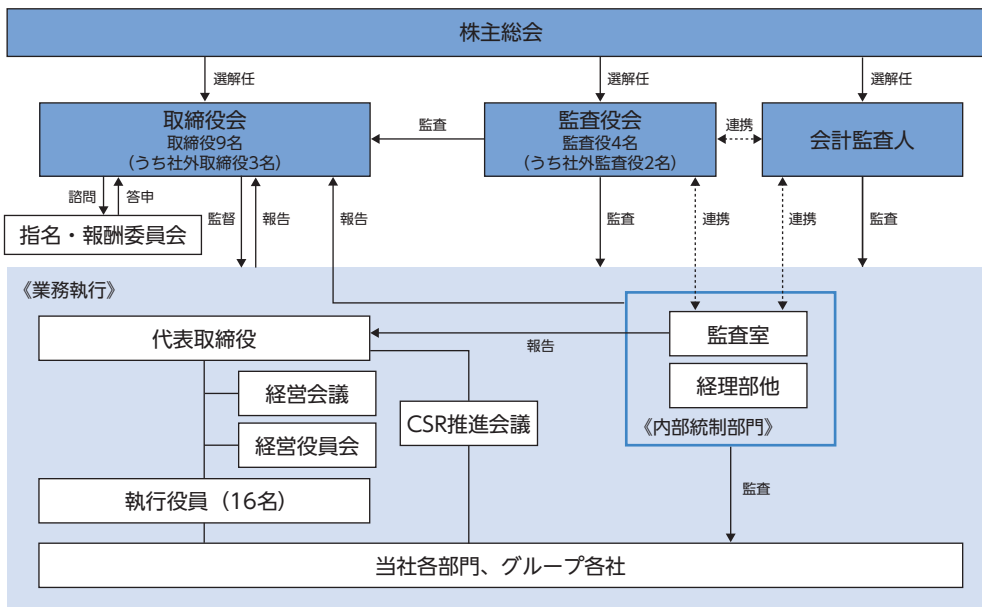 株主総会
選解任
選解任
選解任
取締役会
取締役9名
(うち社外取締役3名)
監査
監査役会
監査役4名
(うち社外監査役2名)
連携
会計監査人
諮問
答申
監督
報告
報告
監査
連携
連携
監査
指名・報酬委員会
《業務執行》
代表取締役
報告
監査室
経営会議
経理部他
CSR推進会議
《内部統制部門》
経営役員会
執行役員（16名）
監査
当社各部門、グループ各社